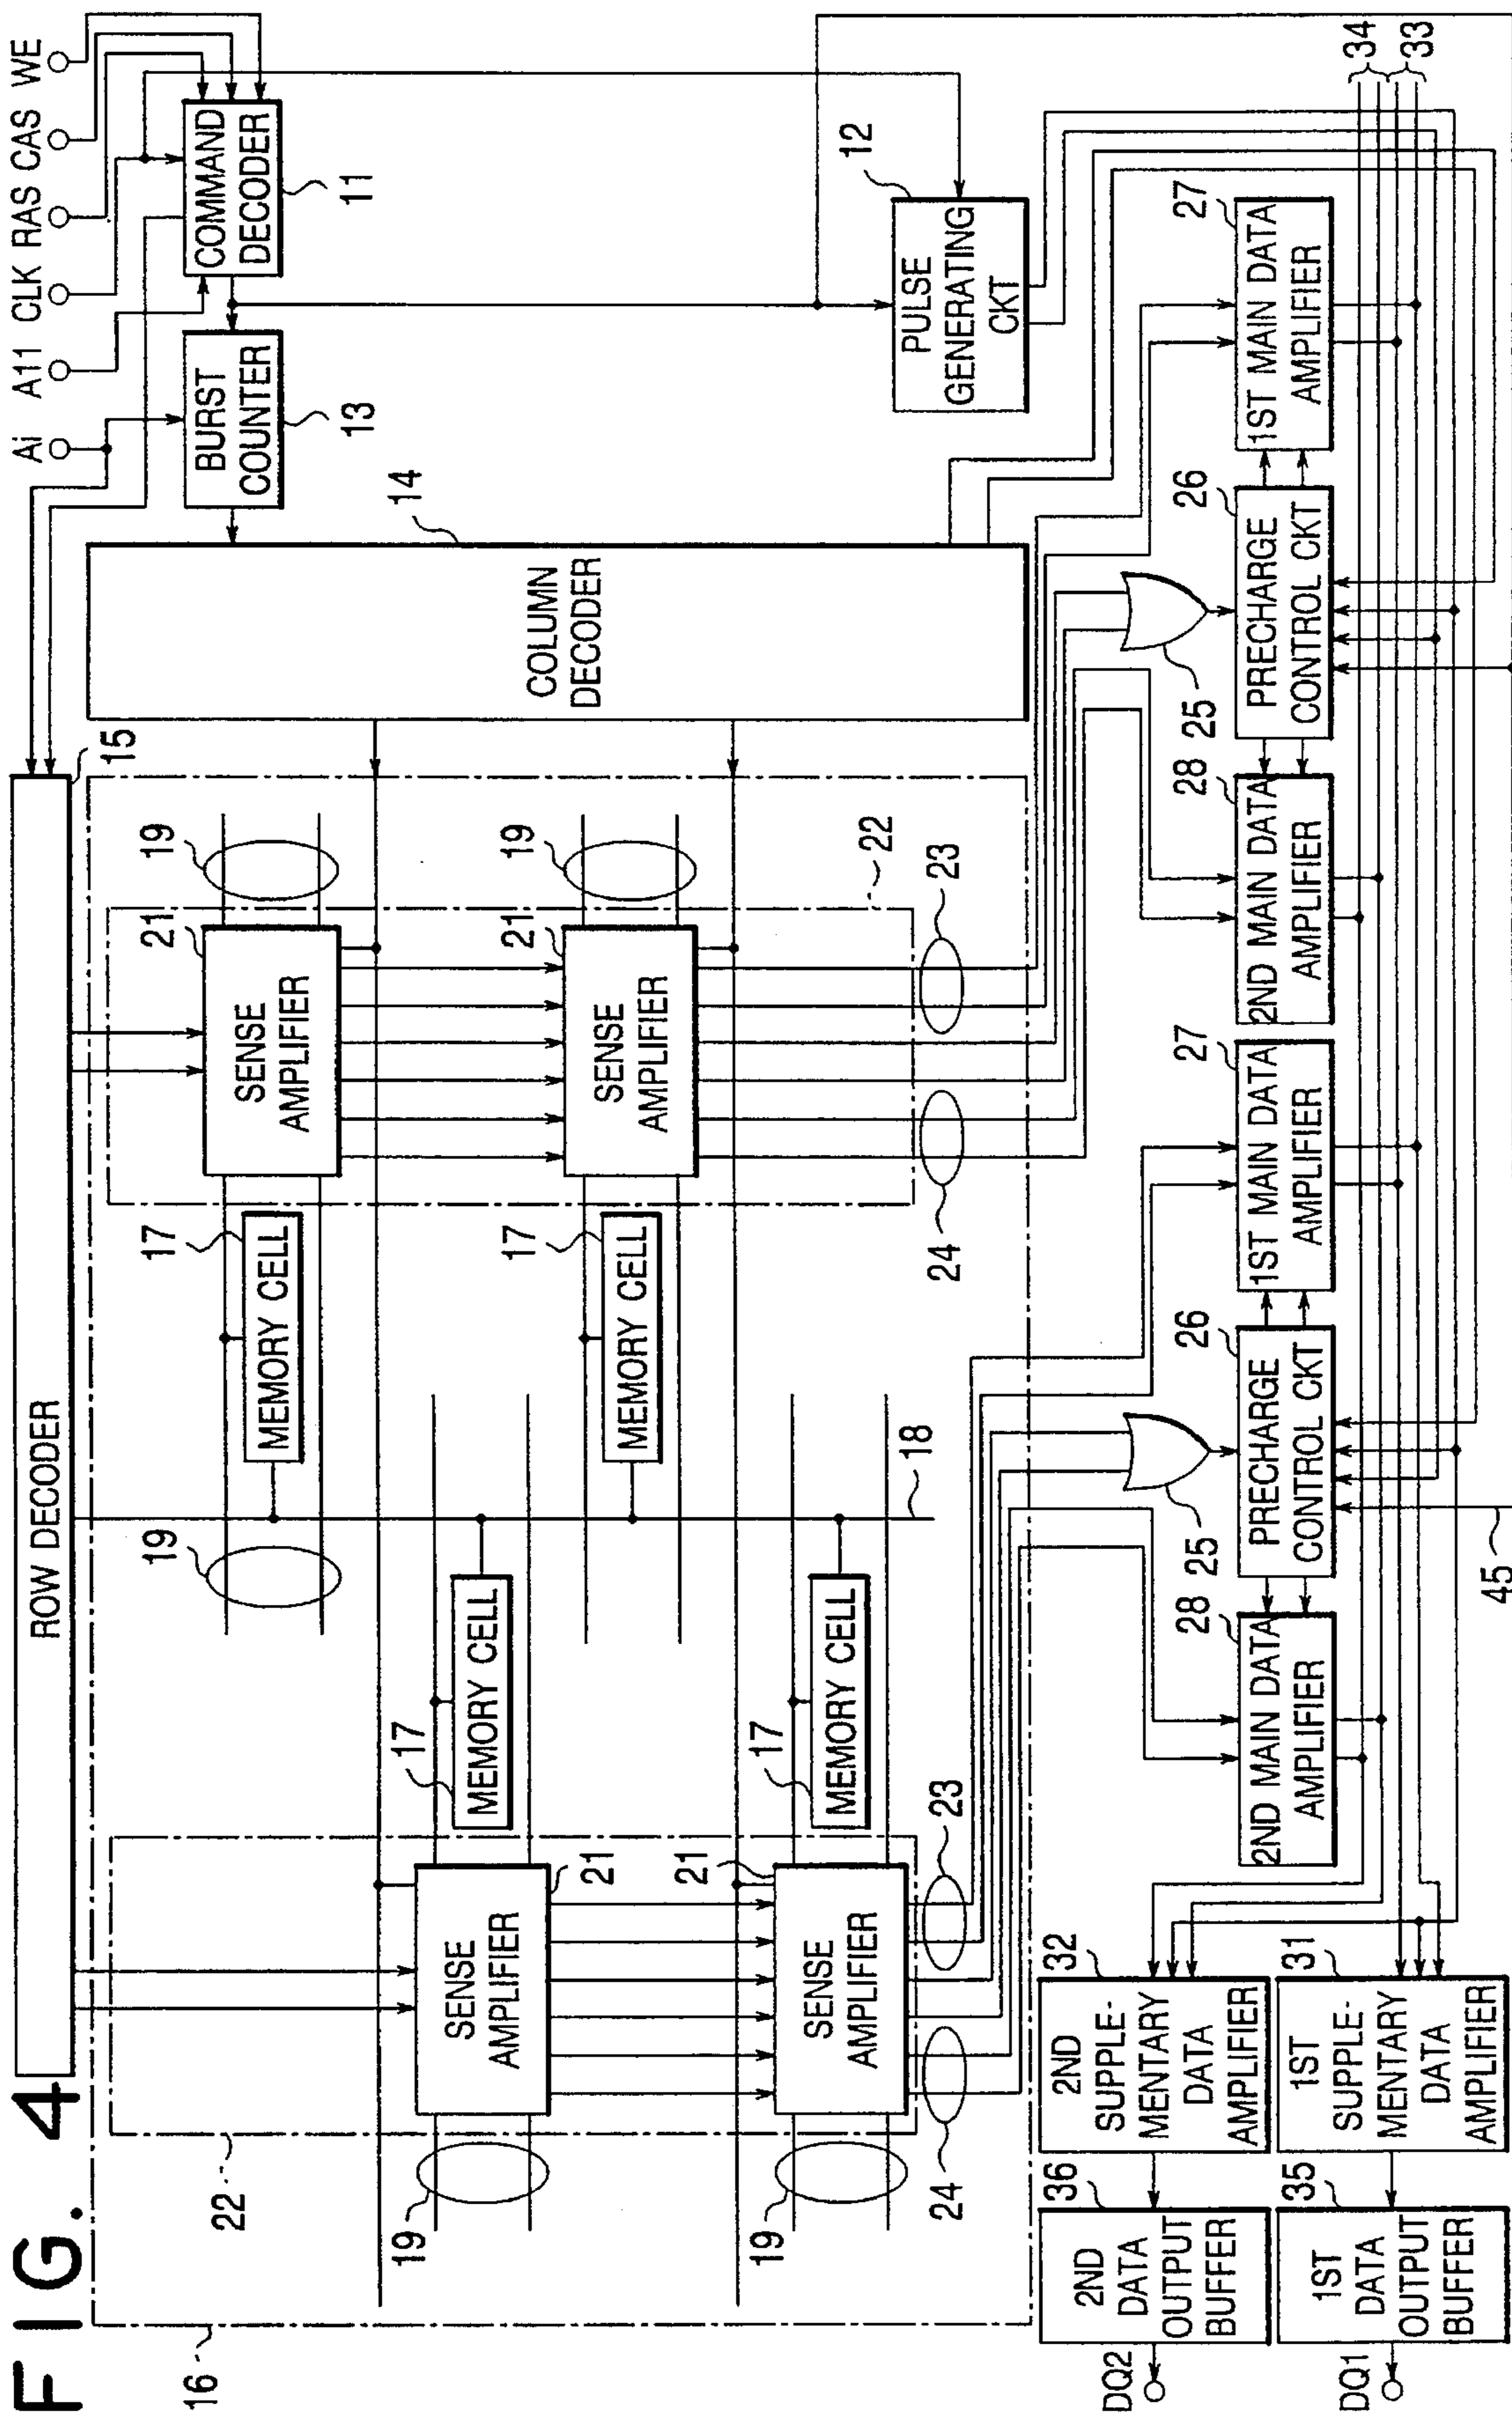 FIG. 4
Ai A11 CLK RAS CAS WE
ROW DECODER
15
BURST
COUNTER
13
COMMAND
DECODER
11
COLUMN
DECODER
14
PULSE
GENERATING
CKT
12
16
22
19
SENSE
AMPLIFIER
21
17
MEMORY CELL
19
17
MEMORY CELL
SENSE
AMPLIFIER
21
19
19
SENSE
AMPLIFIER
21
17
MEMORY CELL
17
MEMORY CELL
SENSE
AMPLIFIER
21
19
22
24
23
18
24
23
25
25
2ND MAIN DATA
AMPLIFIER
28
PRECHARGE
CONTROL CKT
26
1ST MAIN DATA
AMPLIFIER
27
2ND MAIN DATA
AMPLIFIER
28
PRECHARGE
CONTROL CKT
26
1ST MAIN DATA
AMPLIFIER
27
34
33
45
DQ2
2ND
DATA
OUTPUT
BUFFER
36
2ND
SUPPLE-
MENTARY
DATA
AMPLIFIER
32
DQ1
1ST
DATA
OUTPUT
BUFFER
35
1ST
SUPPLE-
MENTARY
DATA
AMPLIFIER
31